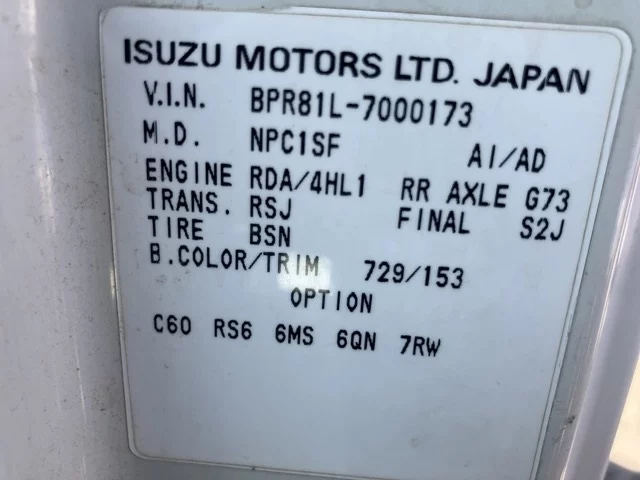 ISUZU MOTORS LTD. JAPAN
V.I.N. BPR81L-7000173
M.D. NPC1SF AI/AD
ENGINE RDA/4HL1 RR AXLE G73
TRANS. RSJ FINAL S2J
TIRE BSN
B.COLOR/TRIM 729/153
OPTION
C60 RS6 6MS 6QN 7RW